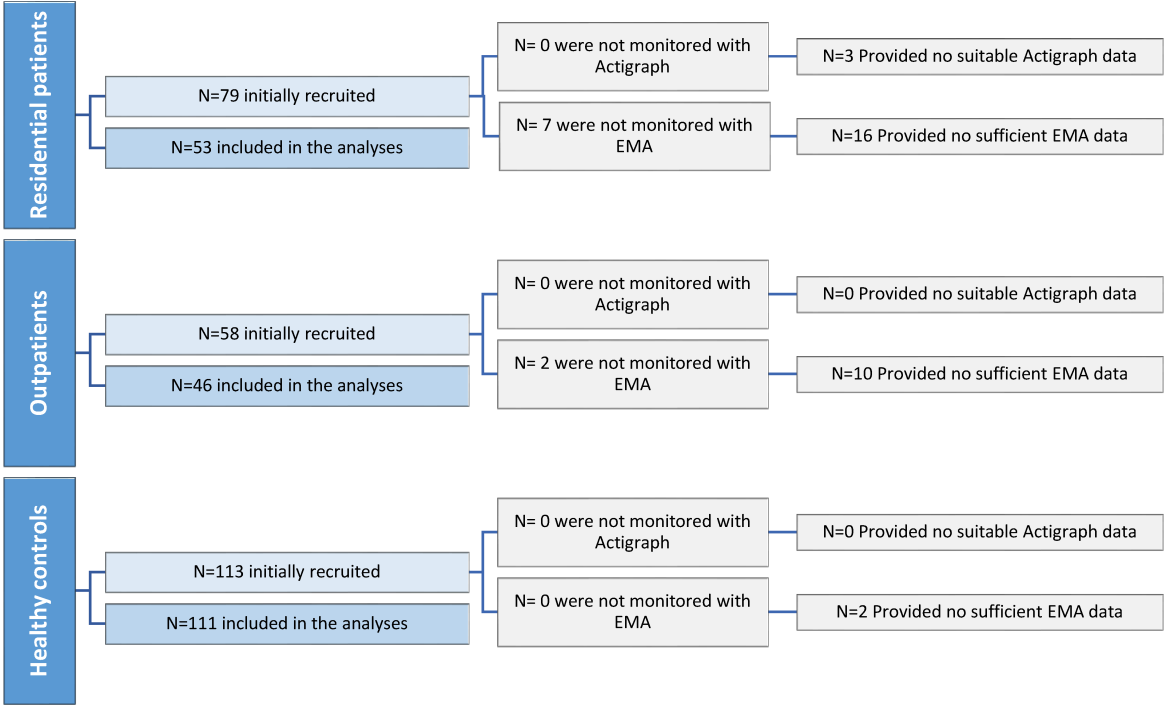 Residential patients
N=79 initially recruited
N=53 included in the analyses
N= 0 were not monitored with
Actigraph
N= 7 were not monitored with
EMA
N=3 Provided no suitable Actigraph data
N=16 Provided no sufficient EMA data
Outpatients
N=58 initially recruited
N=46 included in the analyses
N= 0 were not monitored with
Actigraph
N= 2 were not monitored with
EMA
N=0 Provided no suitable Actigraph data
N=10 Provided no sufficient EMA data
Healthy controls
N=113 initially recruited
N=111 included in the analyses
N= 0 were not monitored with
Actigraph
N= 0 were not monitored with
EMA
N=0 Provided no suitable Actigraph data
N=2 Provided no sufficient EMA data